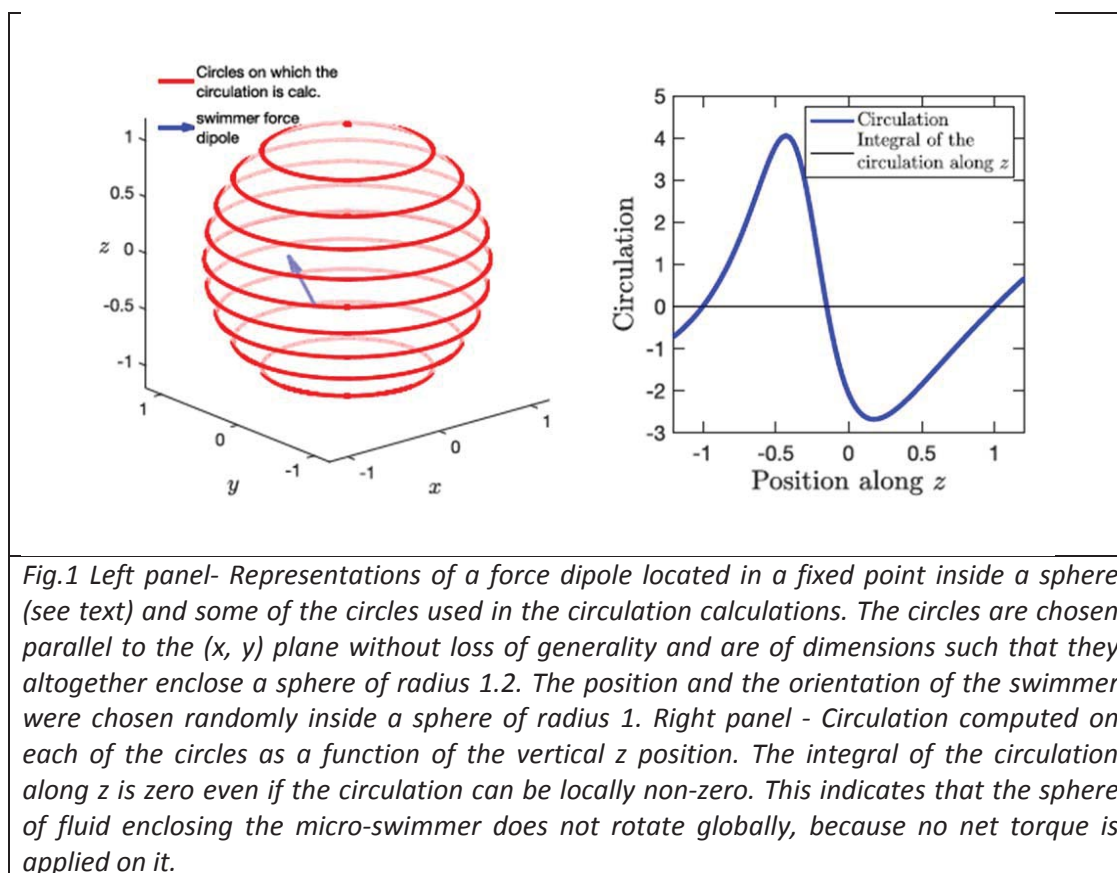 Circles on which the
circulation is calc.
swimmer force
dipole
1
0.5
z 0
-0.5
-1
1
0
-1
y
-1
0
1
x
5
4
3
2
1
0
-1
-2
-3
Circulation
Circulation
Integral of the
circulation along z
-1 -0.5 0 0.5 1
Position along z
Fig.1 Left panel- Representations of a force dipole located in a fixed point inside a sphere
(see text) and some of the circles used in the circulation calculations. The circles are chosen
parallel to the (x, y) plane without loss of generality and are of dimensions such that they
altogether enclose a sphere of radius 1.2. The position and the orientation of the swimmer
were chosen randomly inside a sphere of radius 1. Right panel - Circulation computed on
each of the circles as a function of the vertical z position. The integral of the circulation
along z is zero even if the circulation can be locally non-zero. This indicates that the sphere
of fluid enclosing the micro-swimmer does not rotate globally, because no net torque is
applied on it.